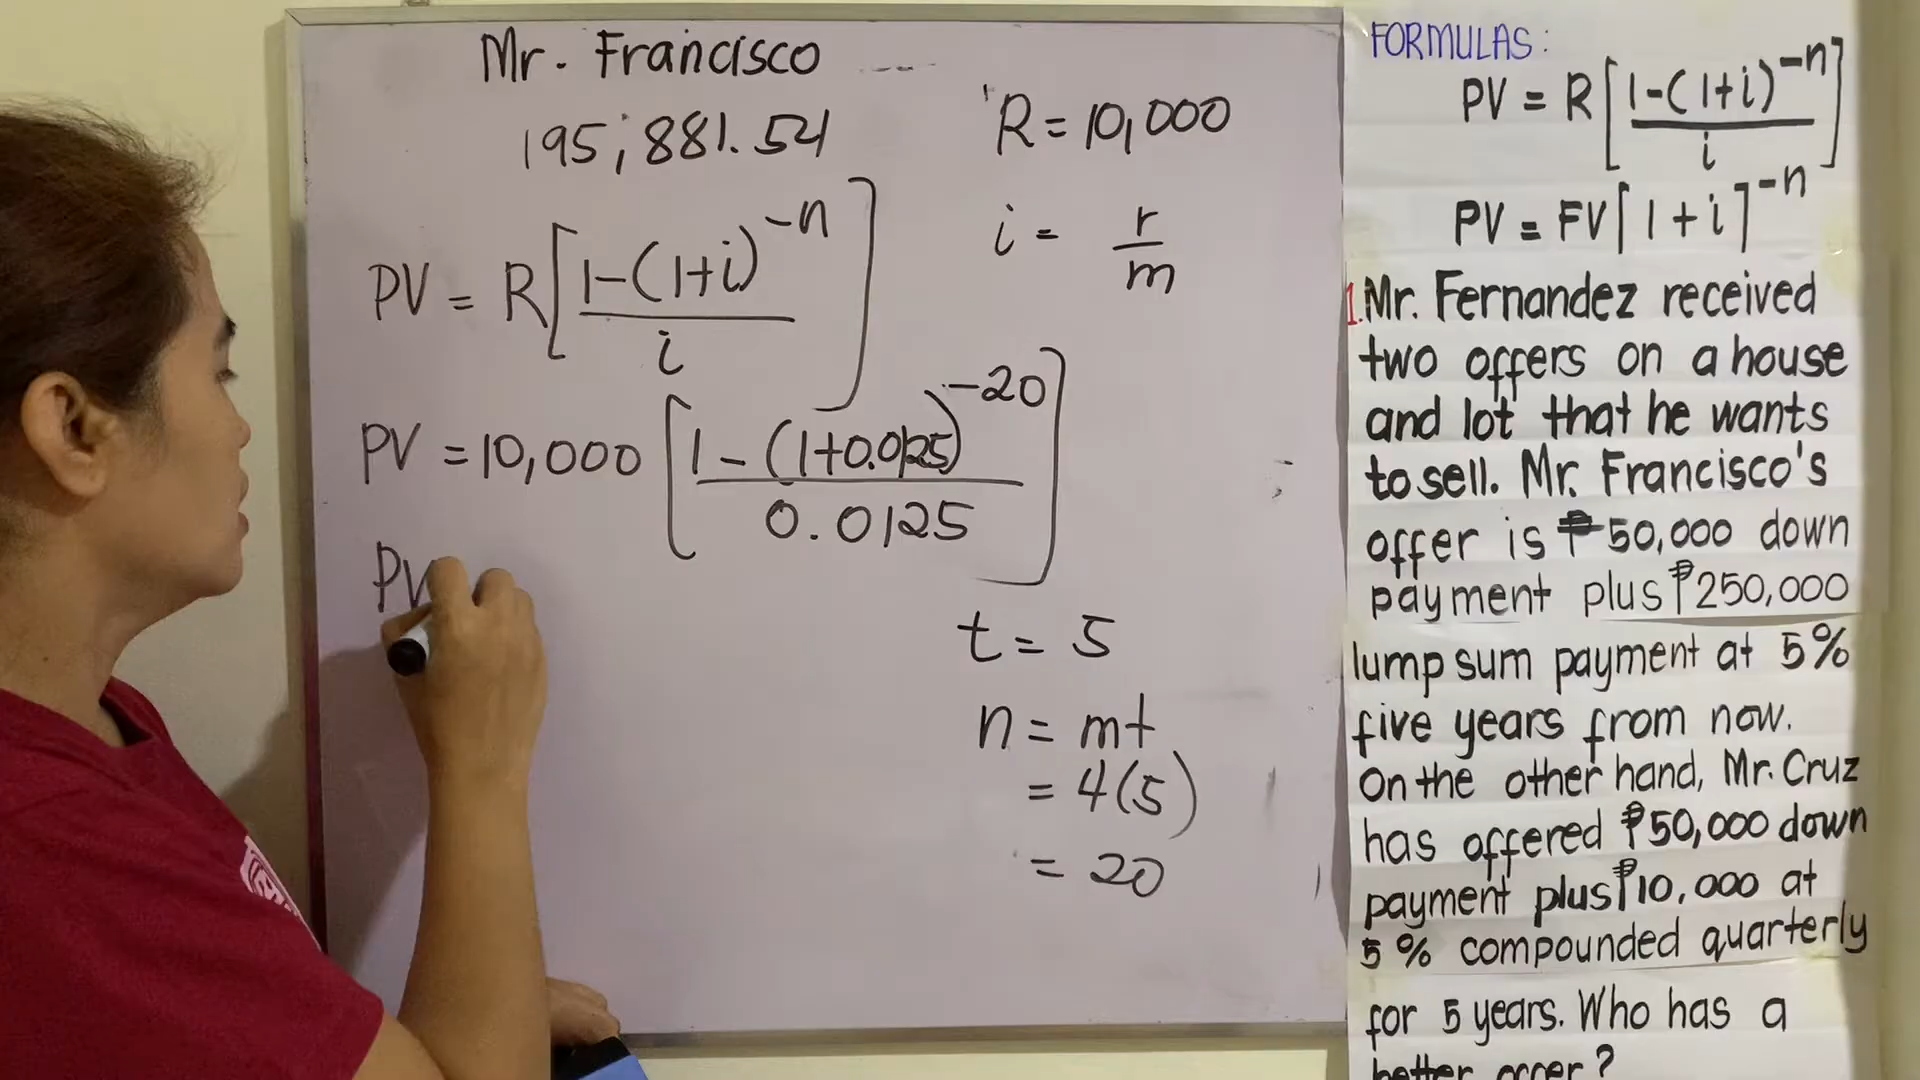 Mr. Francisco
195,881.54
R = 10,000
i = r/m
PV = R[1-(1+i)^-n / i]
PV = 10,000 [1-(1+0.0125)^-20 / 0.0125]
PV
t = 5
n = mt
= 4(5)
= 20
FORMULAS:
PV = R[1-(1+i)^-n / i]
PV = FV[1+i]^-n
1. Mr. Fernandez received
two offers on a house
and lot that he wants
to sell. Mr. Francisco's
offer is ₱50,000 down
payment plus ₱250,000
lump sum payment at 5%
five years from now.
On the other hand, Mr. Cruz
has offered ₱50,000 down
payment plus ₱10,000 at
5% compounded quarterly
for 5 years. Who has a
better offer?